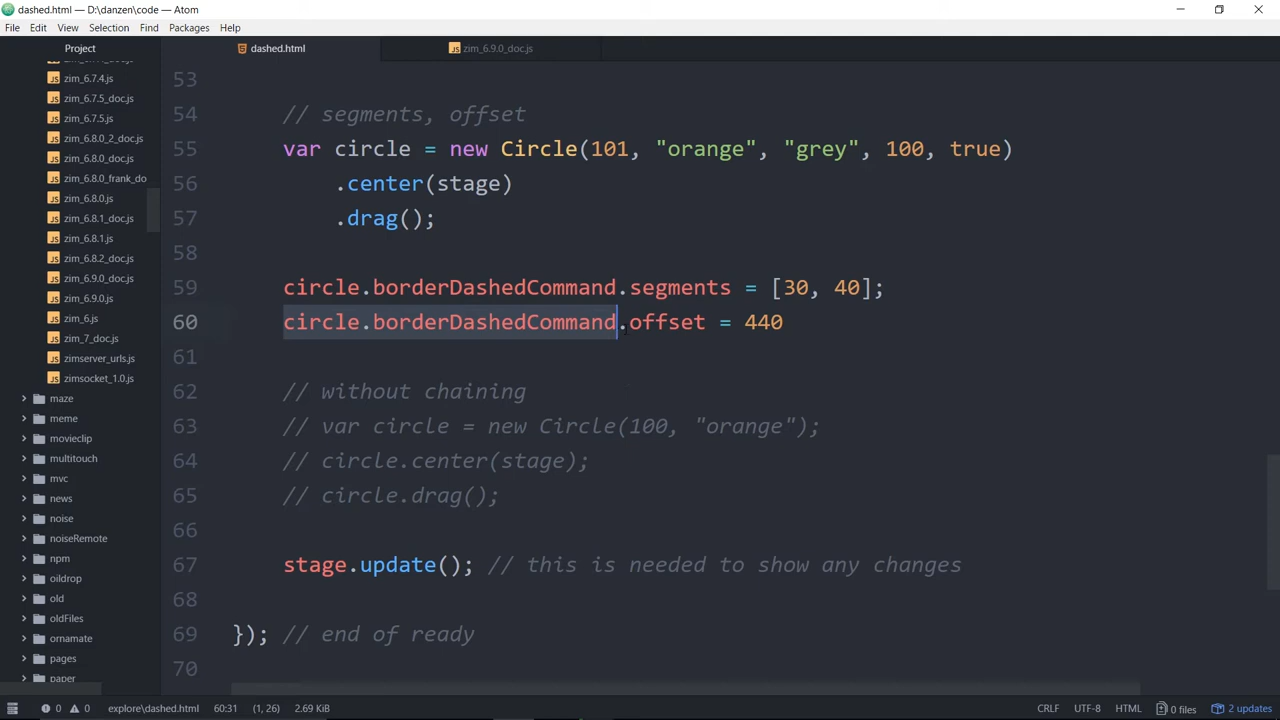 dashed.html — D:\danzen\code — Atom
File Edit View Selection Find Packages Help
Project
dashed.html
zim_6.9.0_doc.js
zim_6.7.4.js
zim_6.7.5_doc.js
zim_6.7.5.js
zim_6.8.0_2_doc.js
zim_6.8.0_doc.js
zim_6.8.0_frank_do
zim_6.8.0.js
zim_6.8.1_doc.js
zim_6.8.1.js
zim_6.8.2_doc.js
zim_6.9.0_doc.js
zim_6.9.0.js
zim_6.js
zim_7_doc.js
zimserver_urls.js
zimsocket_1.0.js
maze
meme
movieclip
multitouch
mvc
news
noise
noiseRemote
npm
oildrop
old
oldFiles
ornamate
pages
paper
53
54 // segments, offset
55 var circle = new Circle(101, "orange", "grey", 100, true)
56 .center(stage)
57 .drag();
58
59 circle.borderDashedCommand.segments = [30, 40];
60 circle.borderDashedCommand.offset = 440
61
62 // without chaining
63 // var circle = new Circle(100, "orange");
64 // circle.center(stage);
65 // circle.drag();
66
67 stage.update(); // this is needed to show any changes
68
69 }); // end of ready
70
0 0 explore\dashed.html 60:31 (1, 26) 2.69 KiB CRLF UTF-8 HTML 0 files 2 updates